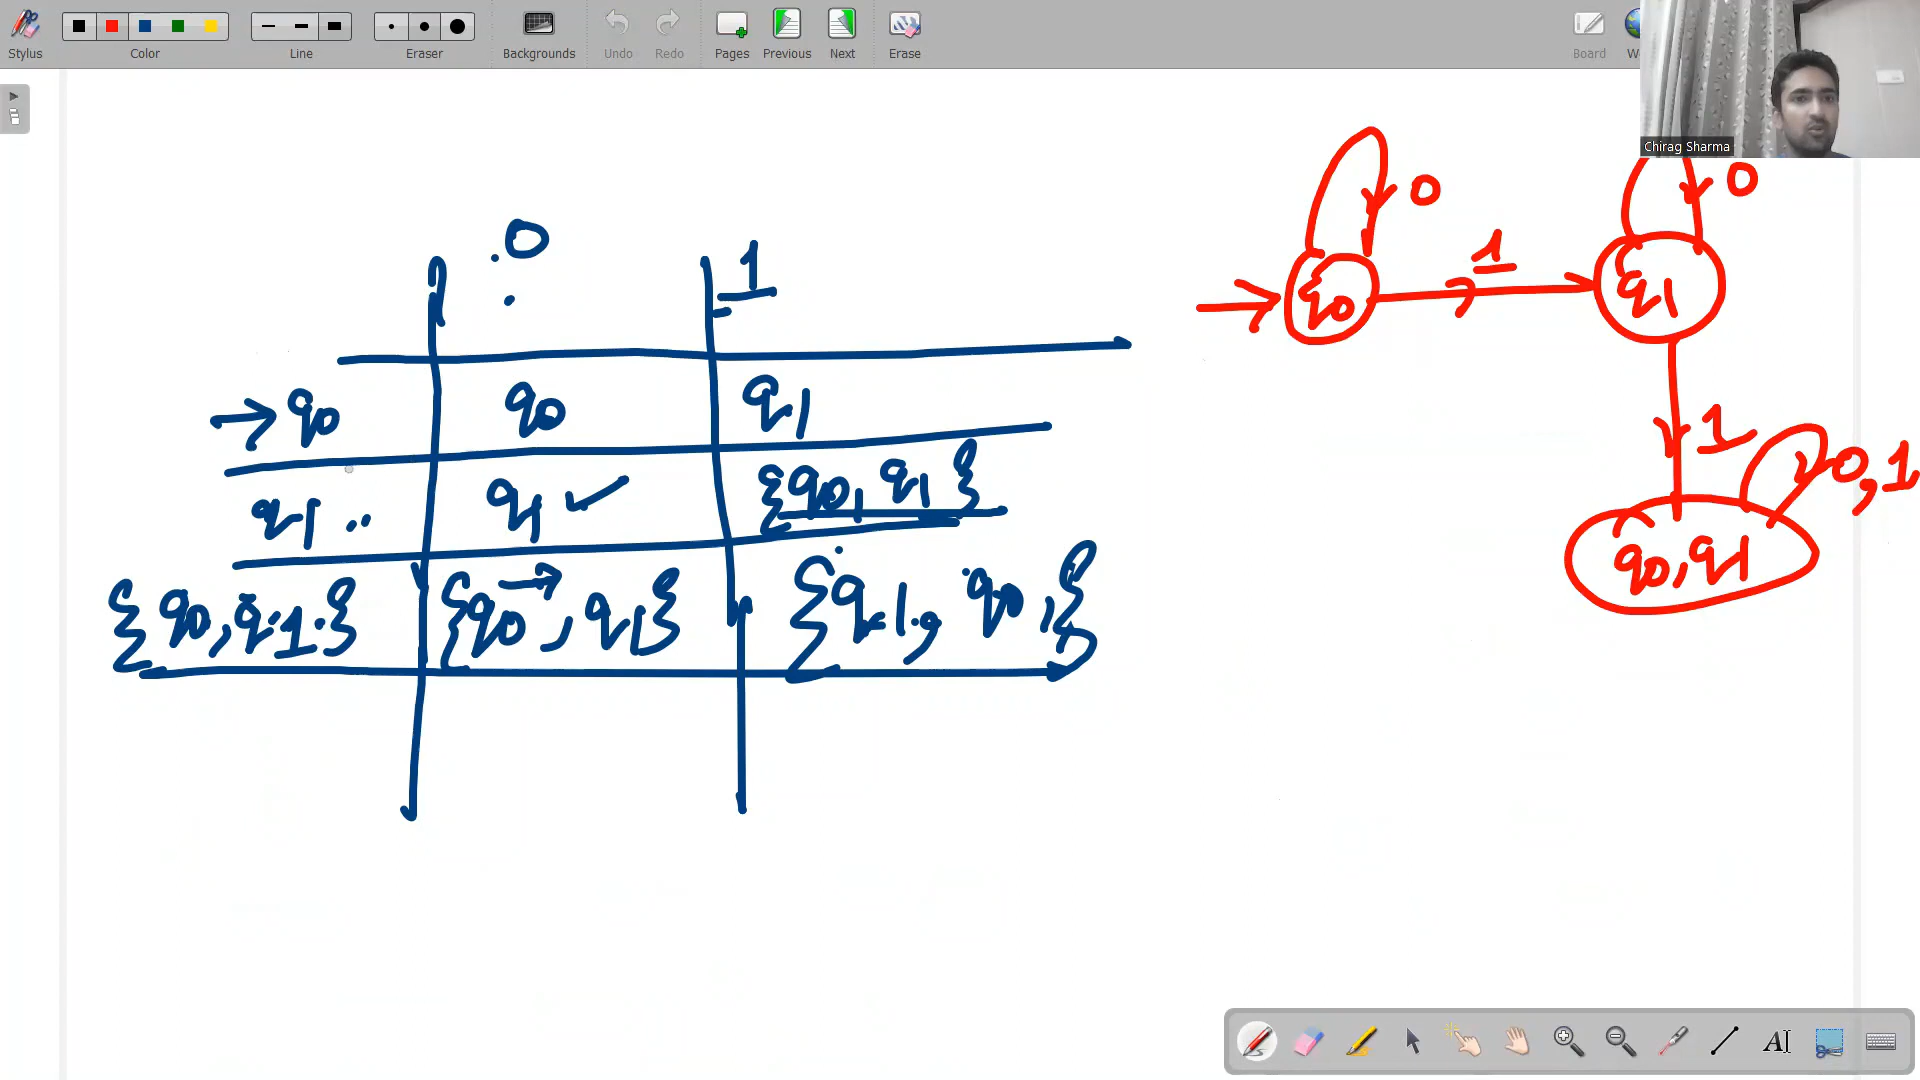 Stylus Color Line Eraser Backgrounds Undo Redo Pages Previous Next Erase Board
Chirag Sharma
0 1
→ q0 q0 q1
q1 q1 ✓ {q0, q1}
{q0, q1} {q0, q1} {q1, q0,}
0 0
→ q0 1 q1
1 0,1
q0, q1
AI